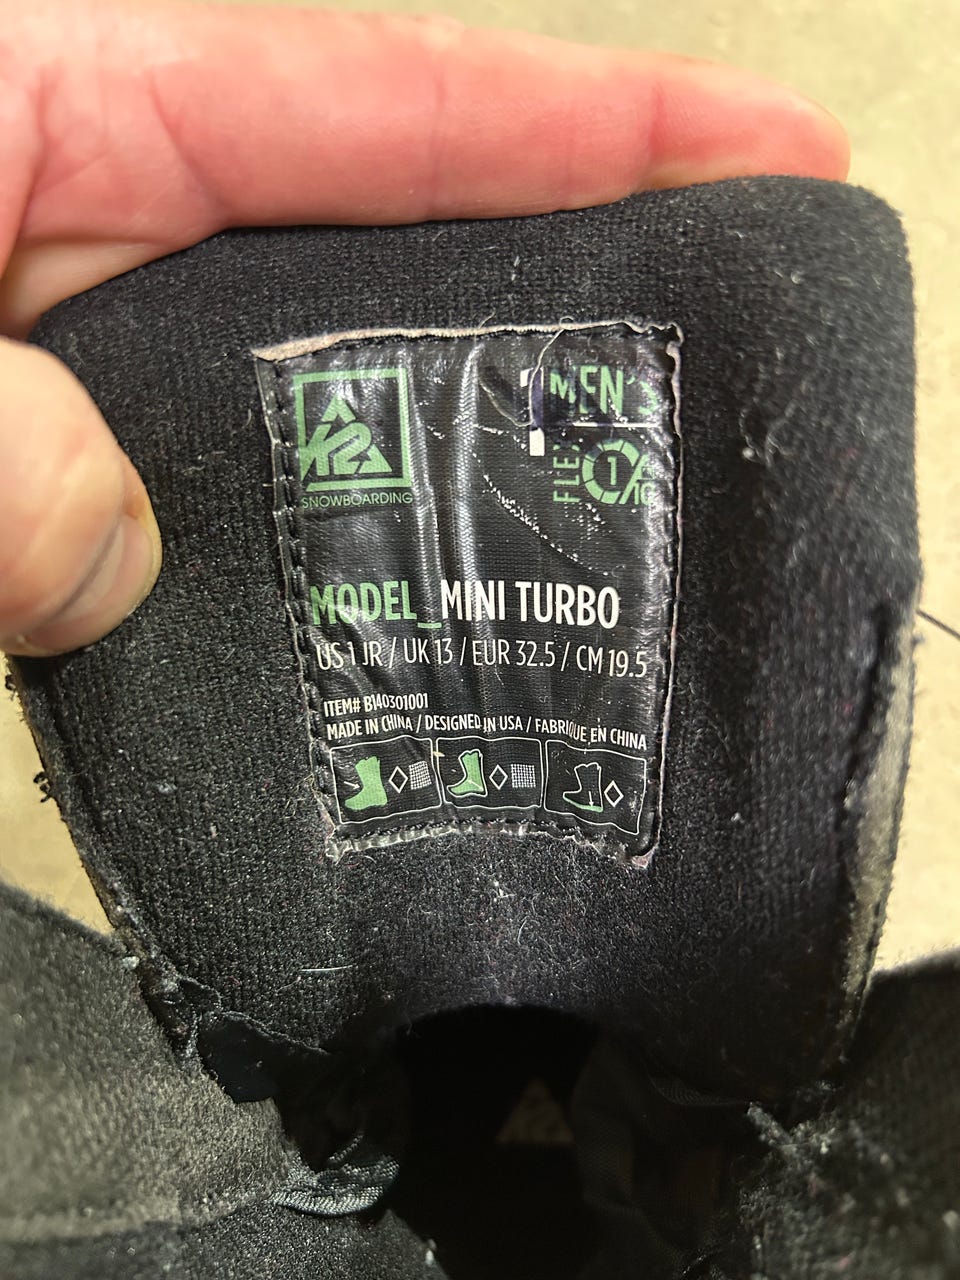 K2
SNOWBOARDING
1
MEN'S
FLEX 1/10
MODEL_MINI TURBO
US 1 JR / UK 13 / EUR 32.5 / CM 19.5
ITEM# B140301001
MADE IN CHINA / DESIGNED IN USA / FABRIQUE EN CHINA